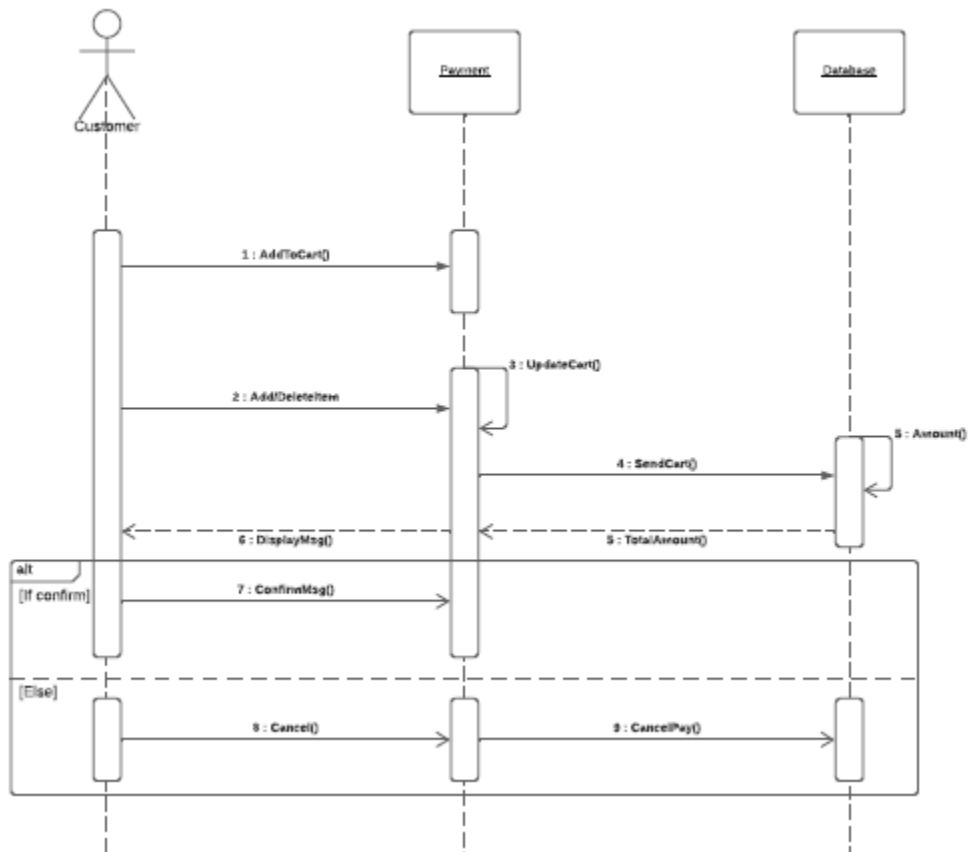 Payment
Database
Customer
1 : AddToCart()
3 : UpdateCart()
2 : Add/DeleteItem
5 : Amount()
4 : SendCart()
6 : DisplayMsg()
5 : TotalAmount()
alt
[If confirm]
7 : ConfirmMsg()
[Else]
8 : Cancel()
9 : CancelPay()